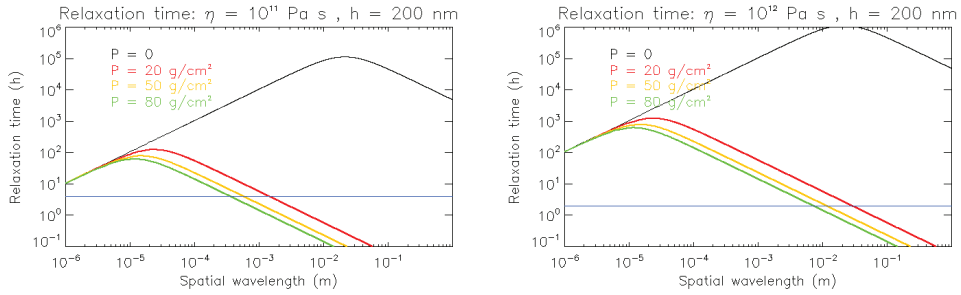 Relaxation time: η = 10¹¹ Pa s , h = 200 nm
Relaxation time (h)
10⁶
10⁵
10⁴
10³
10²
10¹
10⁰
10⁻¹
P = 0
P = 20 g/cm²
P = 50 g/cm²
P = 80 g/cm²
10⁻⁶ 10⁻⁵ 10⁻⁴ 10⁻³ 10⁻² 10⁻¹
Spatial wavelength (m)
Relaxation time: η = 10¹² Pa s , h = 200 nm
Relaxation time (h)
10⁶
10⁵
10⁴
10³
10²
10¹
10⁰
10⁻¹
P = 0
P = 20 g/cm²
P = 50 g/cm²
P = 80 g/cm²
10⁻⁶ 10⁻⁵ 10⁻⁴ 10⁻³ 10⁻² 10⁻¹
Spatial wavelength (m)